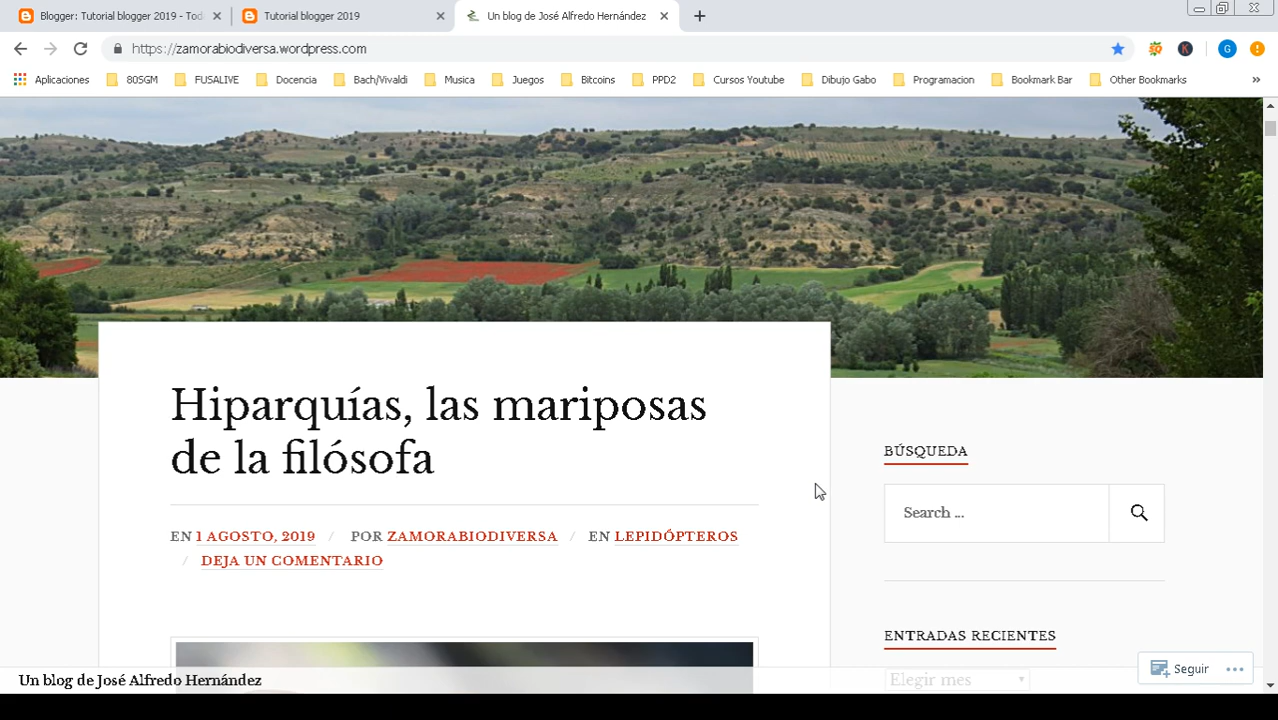 Blogger: Tutorial blogger 2019 - Tod
Tutorial blogger 2019
Un blog de José Alfredo Hernández
https://zamorabiodiversa.wordpress.com
G
Aplicaciones
80SGM
FUSALIVE
Docencia
Bach/Vivaldi
Musica
Juegos
Bitcoins
PPD2
Cursos Youtube
Dibujo Gabo
Programacion
Bookmark Bar
Other Bookmarks
Hiparquías, las mariposas
de la filósofa
EN 1 AGOSTO, 2019 / POR ZAMORABIODIVERSA / EN LEPIDÓPTEROS
/ DEJA UN COMENTARIO
BÚSQUEDA
Search ...
ENTRADAS RECIENTES
Elegir mes
Seguir
Un blog de José Alfredo Hernández